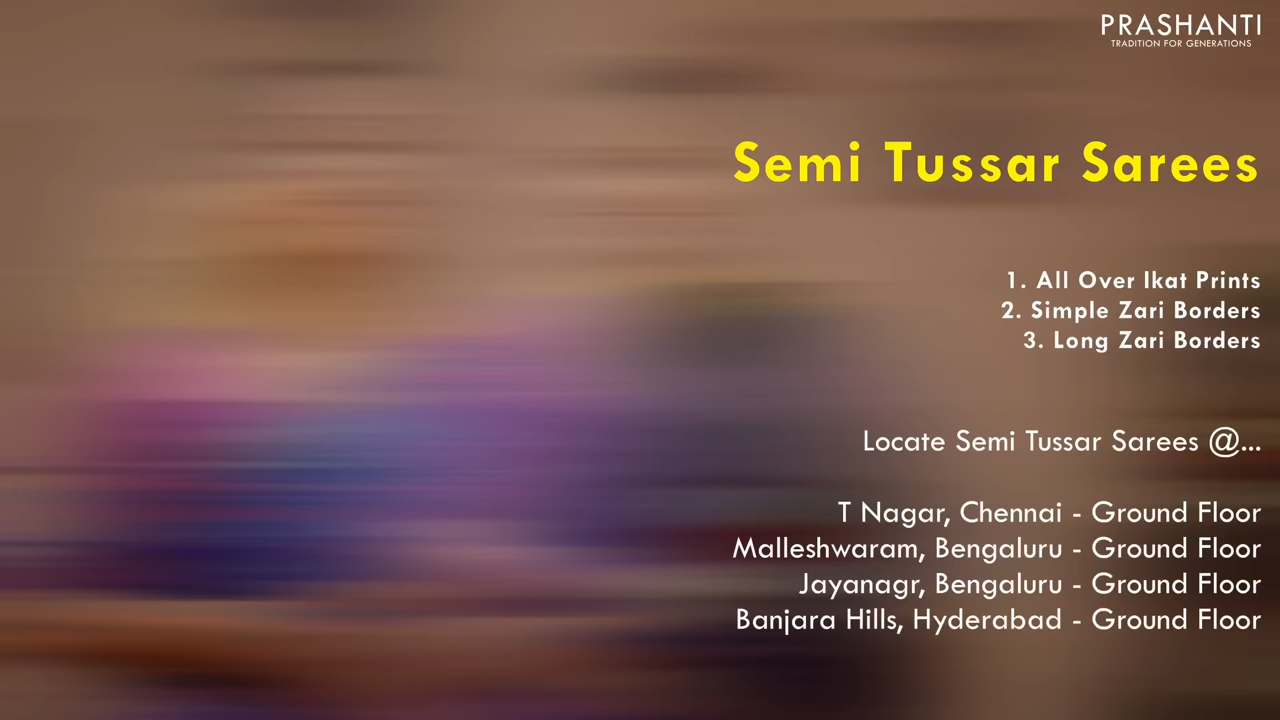 PRASHANTI
TRADITION FOR GENERATIONS
Semi Tussar Sarees
1. All Over Ikat Prints
2. Simple Zari Borders
3. Long Zari Borders
Locate Semi Tussar Sarees @...
T Nagar, Chennai - Ground Floor
Malleshwaram, Bengaluru - Ground Floor
Jayanagr, Bengaluru - Ground Floor
Banjara Hills, Hyderabad - Ground Floor